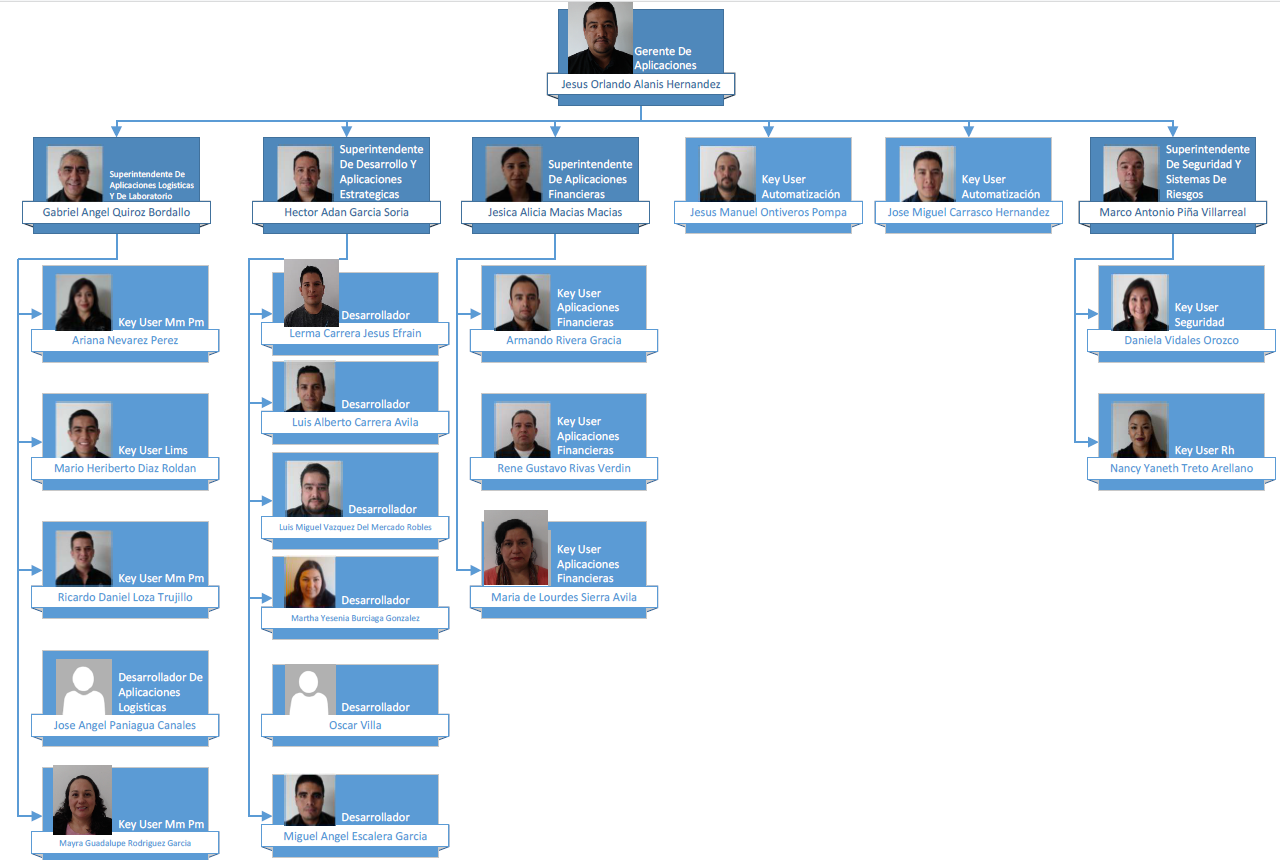 Gerente De
Aplicaciones
Jesus Orlando Alanis Hernandez
Superintendente De
Aplicaciones Logisticas
Y De Laboratorio
Gabriel Angel Quiroz Bordallo
Superintendente
De Desarrollo Y
Aplicaciones
Estrategicas
Hector Adan Garcia Soria
Superintendente
De Aplicaciones
Financieras
Jesica Alicia Macias Macias
Key User
Automatización
Jesus Manuel Ontiveros Pompa
Key User
Automatización
Jose Miguel Carrasco Hernandez
Superintendente
De Seguridad Y
Sistemas De
Riesgos
Marco Antonio Piña Villarreal
Key User Mm Pm
Ariana Nevarez Perez
Key User Lims
Mario Heriberto Diaz Roldan
Key User Mm Pm
Ricardo Daniel Loza Trujillo
Desarrollador De
Aplicaciones
Logisticas
Jose Angel Paniagua Canales
Key User Mm Pm
Mayra Guadalupe Rodriguez Garcia
Desarrollador
Lerma Carrera Jesus Efrain
Desarrollador
Luis Alberto Carrera Avila
Desarrollador
Luis Miguel Vazquez Del Mercado Robles
Desarrollador
Martha Yesenia Burciaga Gonzalez
Desarrollador
Oscar Villa
Desarrollador
Miguel Angel Escalera Garcia
Key User
Aplicaciones
Financieras
Armando Rivera Gracia
Key User
Aplicaciones
Financieras
Rene Gustavo Rivas Verdin
Key User
Aplicaciones
Financieras
Maria de Lourdes Sierra Avila
Key User
Seguridad
Daniela Vidales Orozco
Key User Rh
Nancy Yaneth Treto Arellano